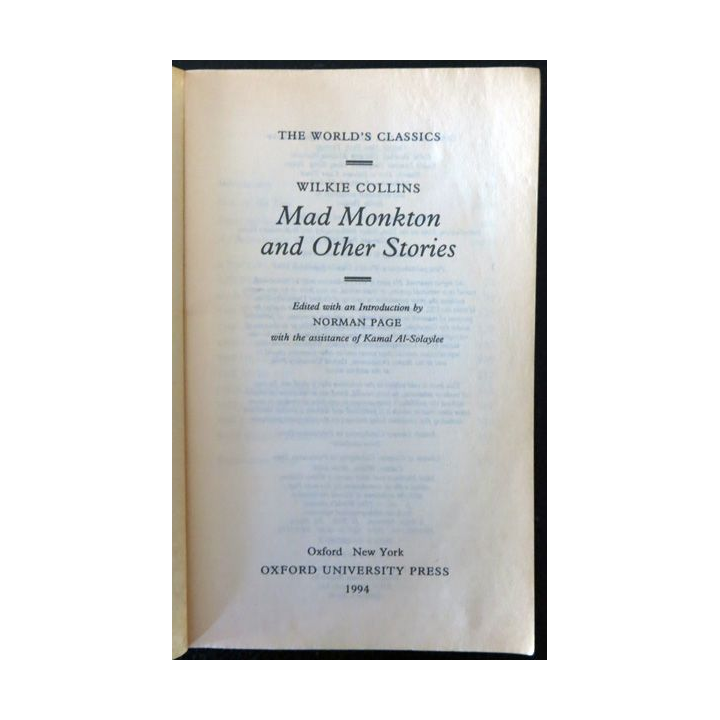 THE WORLD'S CLASSICS
WILKIE COLLINS
Mad Monkton
and Other Stories
Edited with an Introduction by
NORMAN PAGE
with the assistance of Kamal Al-Solaylee
Oxford New York
OXFORD UNIVERSITY PRESS
1994